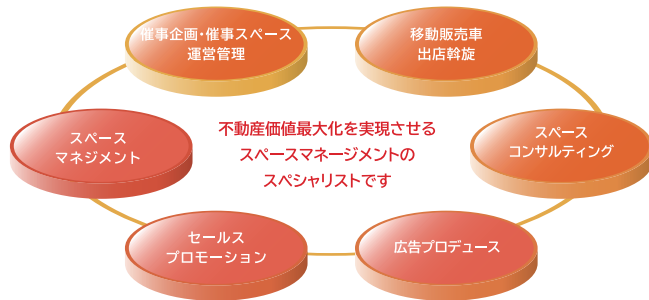 催事企画・催事スペース
運営管理
移動販売車
出店斡旋
スペース
マネジメント
不動産価値最大化を実現させる
スペースマネージメントの
スペシャリストです
スペース
コンサルティング
セールス
プロモーション
広告プロデュース